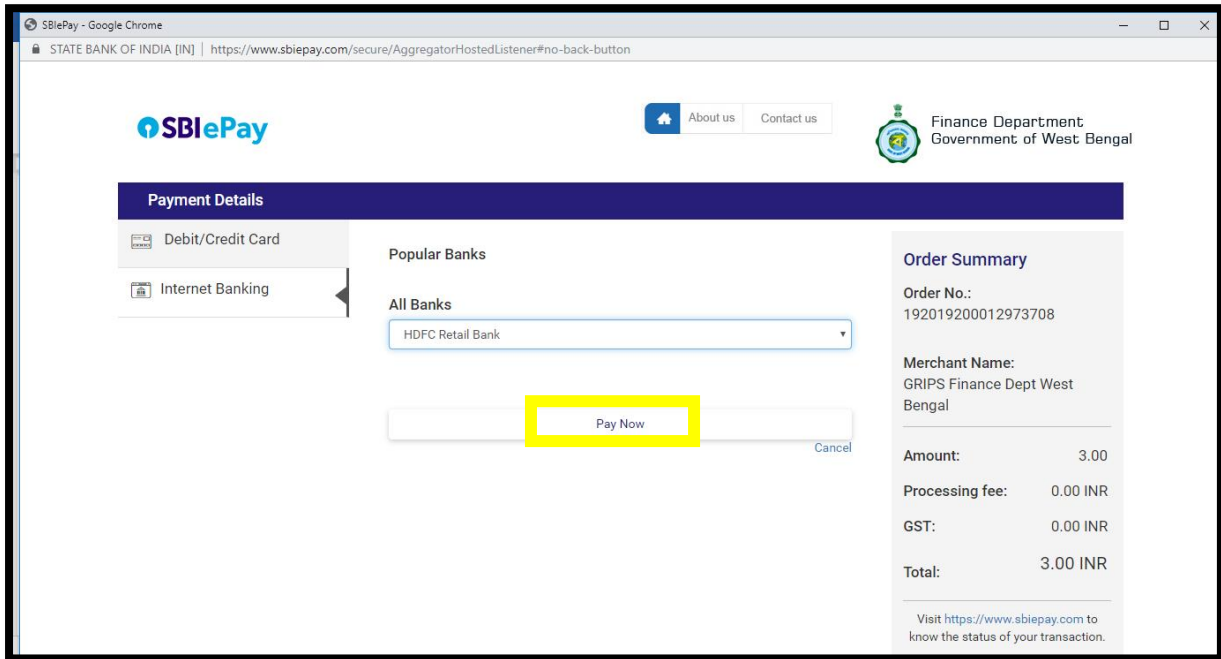 SBIePay - Google Chrome
STATE BANK OF INDIA [IN] | https://www.sbiepay.com/secure/AggregatorHostedListener#no-back-button
SBIePay
About us
Contact us
Finance Department
Government of West Bengal
Payment Details
Debit/Credit Card
Internet Banking
Popular Banks
All Banks
HDFC Retail Bank
Pay Now
Cancel
Order Summary
Order No.:
192019200012973708
Merchant Name:
GRIPS Finance Dept West
Bengal
Amount: 3.00
Processing fee: 0.00 INR
GST: 0.00 INR
Total: 3.00 INR
Visit https://www.sbiepay.com to
know the status of your transaction.